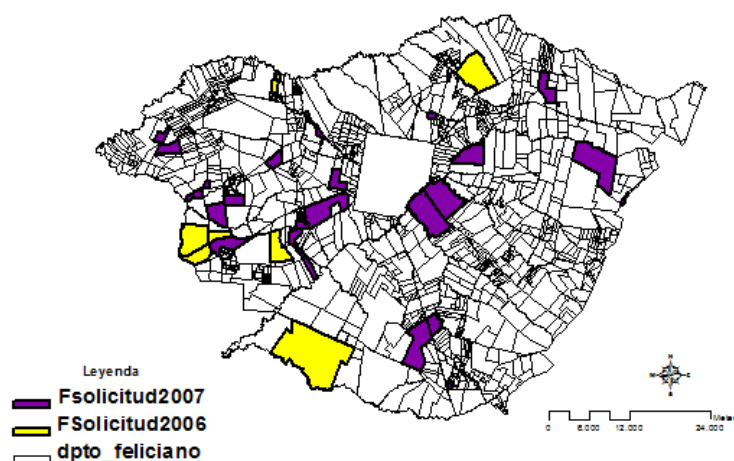 Leyenda
Fsolicitud2007
FSolicitud2006
dpto_feliciano
N
S
0 6.000 12.000 24.000